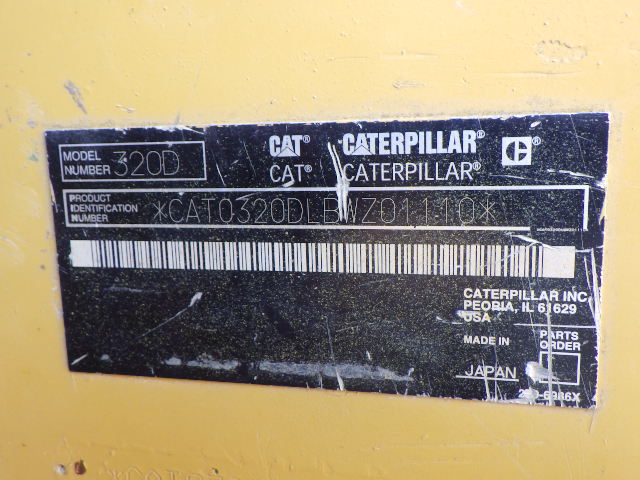 MODEL NUMBER 320D
CAT® CATERPILLAR® C
CAT® CATERPILLAR®
PRODUCT IDENTIFICATION NUMBER *CAT0320DLBWZ01110*
CATERPILLAR INC.
PEORIA, IL 61629
USA
MADE IN
JAPAN
PARTS
ORDER